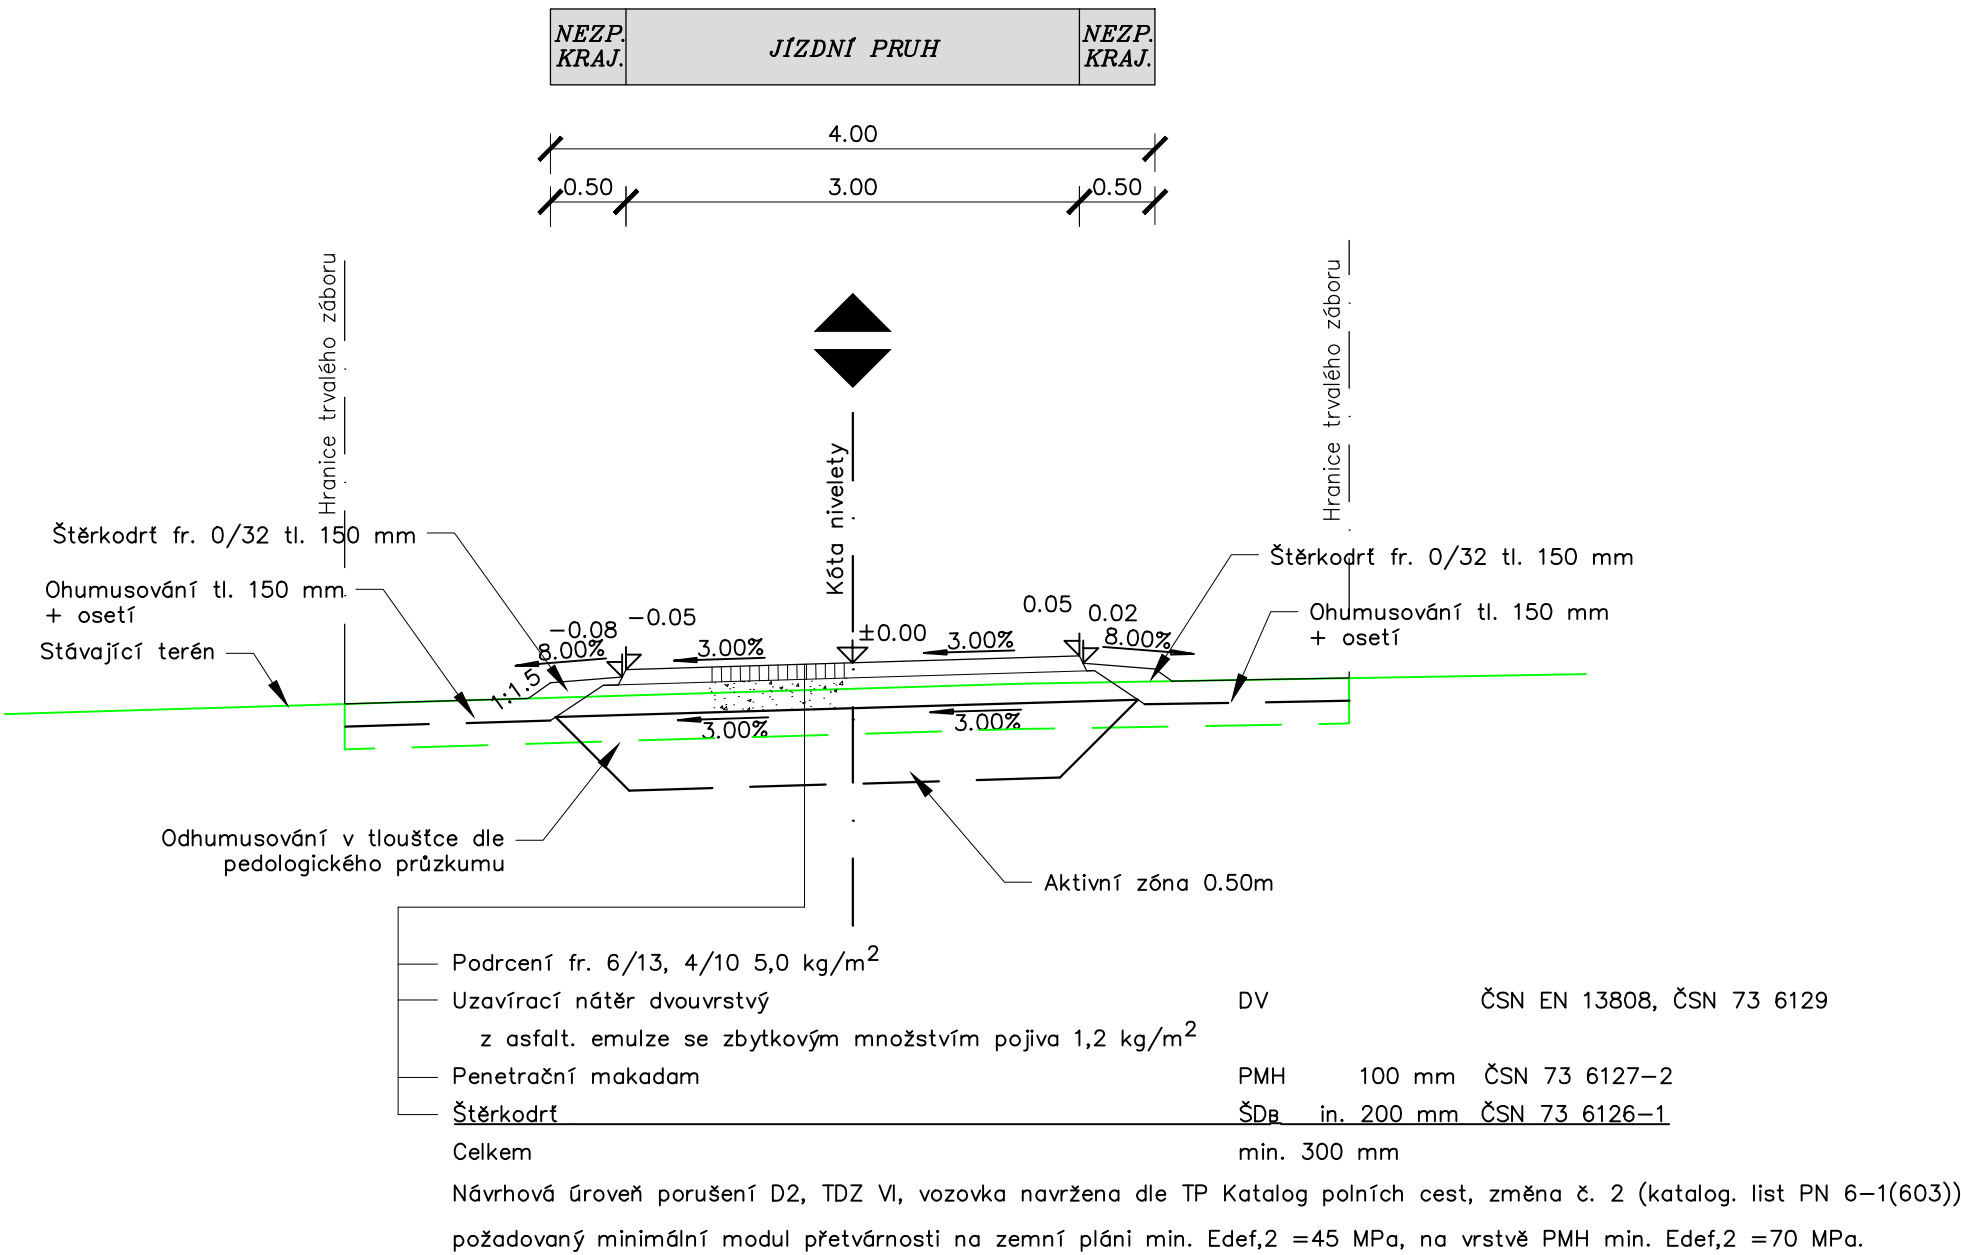 NEZP. KRAJ.
JÍZDNÍ PRUH
NEZP. KRAJ.
4.00
0.50
3.00
0.50
Hranice trvalého záboru
Hranice trvalého záboru
Kóta nivelety
Štěrkodrť fr. 0/32 tl. 150 mm
Štěrkodrť fr. 0/32 tl. 150 mm
Ohumusování tl. 150 mm
+ osetí
Ohumusování tl. 150 mm
+ osetí
Stávající terén
-0.08
-0.05
±0.00
0.05
0.02
8.00%
3.00%
3.00%
8.00%
1:1.5
3.00%
3.00%
Odhumusování v tloušťce dle
pedologického průzkumu
Aktivní zóna 0.50m
Podrcení fr. 6/13, 4/10 5,0 kg/m²
Uzavírací nátěr dvouvrstvý DV ČSN EN 13808, ČSN 73 6129
z asfalt. emulze se zbytkovým množstvím pojiva 1,2 kg/m²
Penetrační makadam PMH 100 mm ČSN 73 6127-2
Štěrkodrť ŠDB in. 200 mm ČSN 73 6126-1
Celkem min. 300 mm
Návrhová úroveň porušení D2, TDZ VI, vozovka navržena dle TP Katalog polních cest, změna č. 2 (katalog. list PN 6-1(603))
požadovaný minimální modul přetvárnosti na zemní pláni min. Edef,2 =45 MPa, na vrstvě PMH min. Edef,2 =70 MPa.